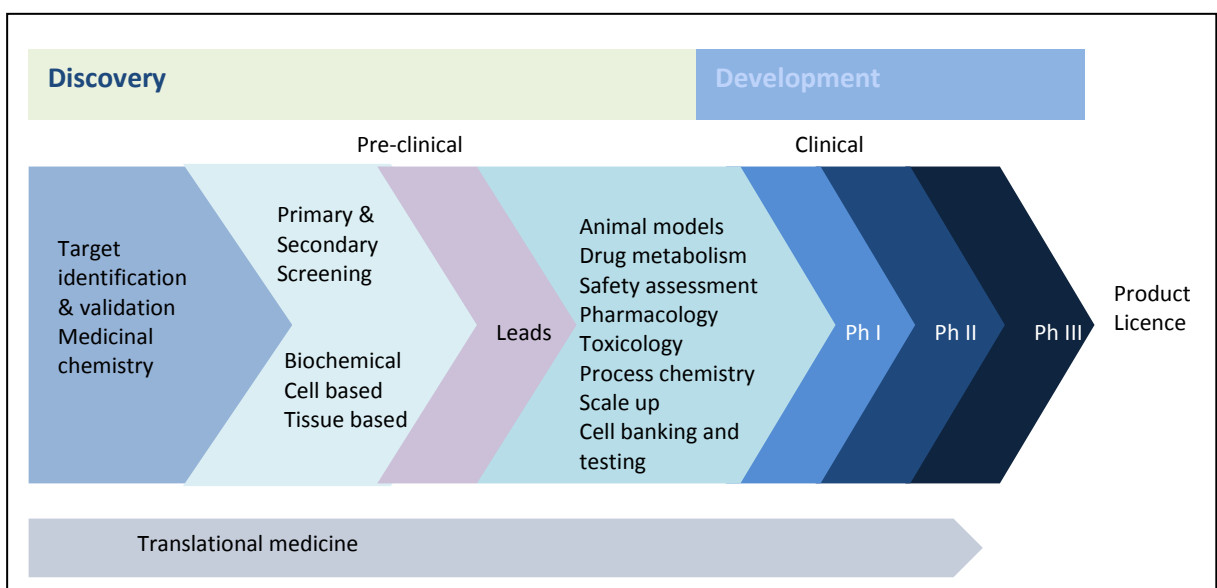 Discovery
Development
Pre-clinical
Clinical
Target
identification
& validation
Medicinal
chemistry
Primary &
Secondary
Screening
Biochemical
Cell based
Tissue based
Leads
Animal models
Drug metabolism
Safety assessment
Pharmacology
Toxicology
Process chemistry
Scale up
Cell banking and
testing
Ph I
Ph II
Ph III
Product
Licence
Translational medicine